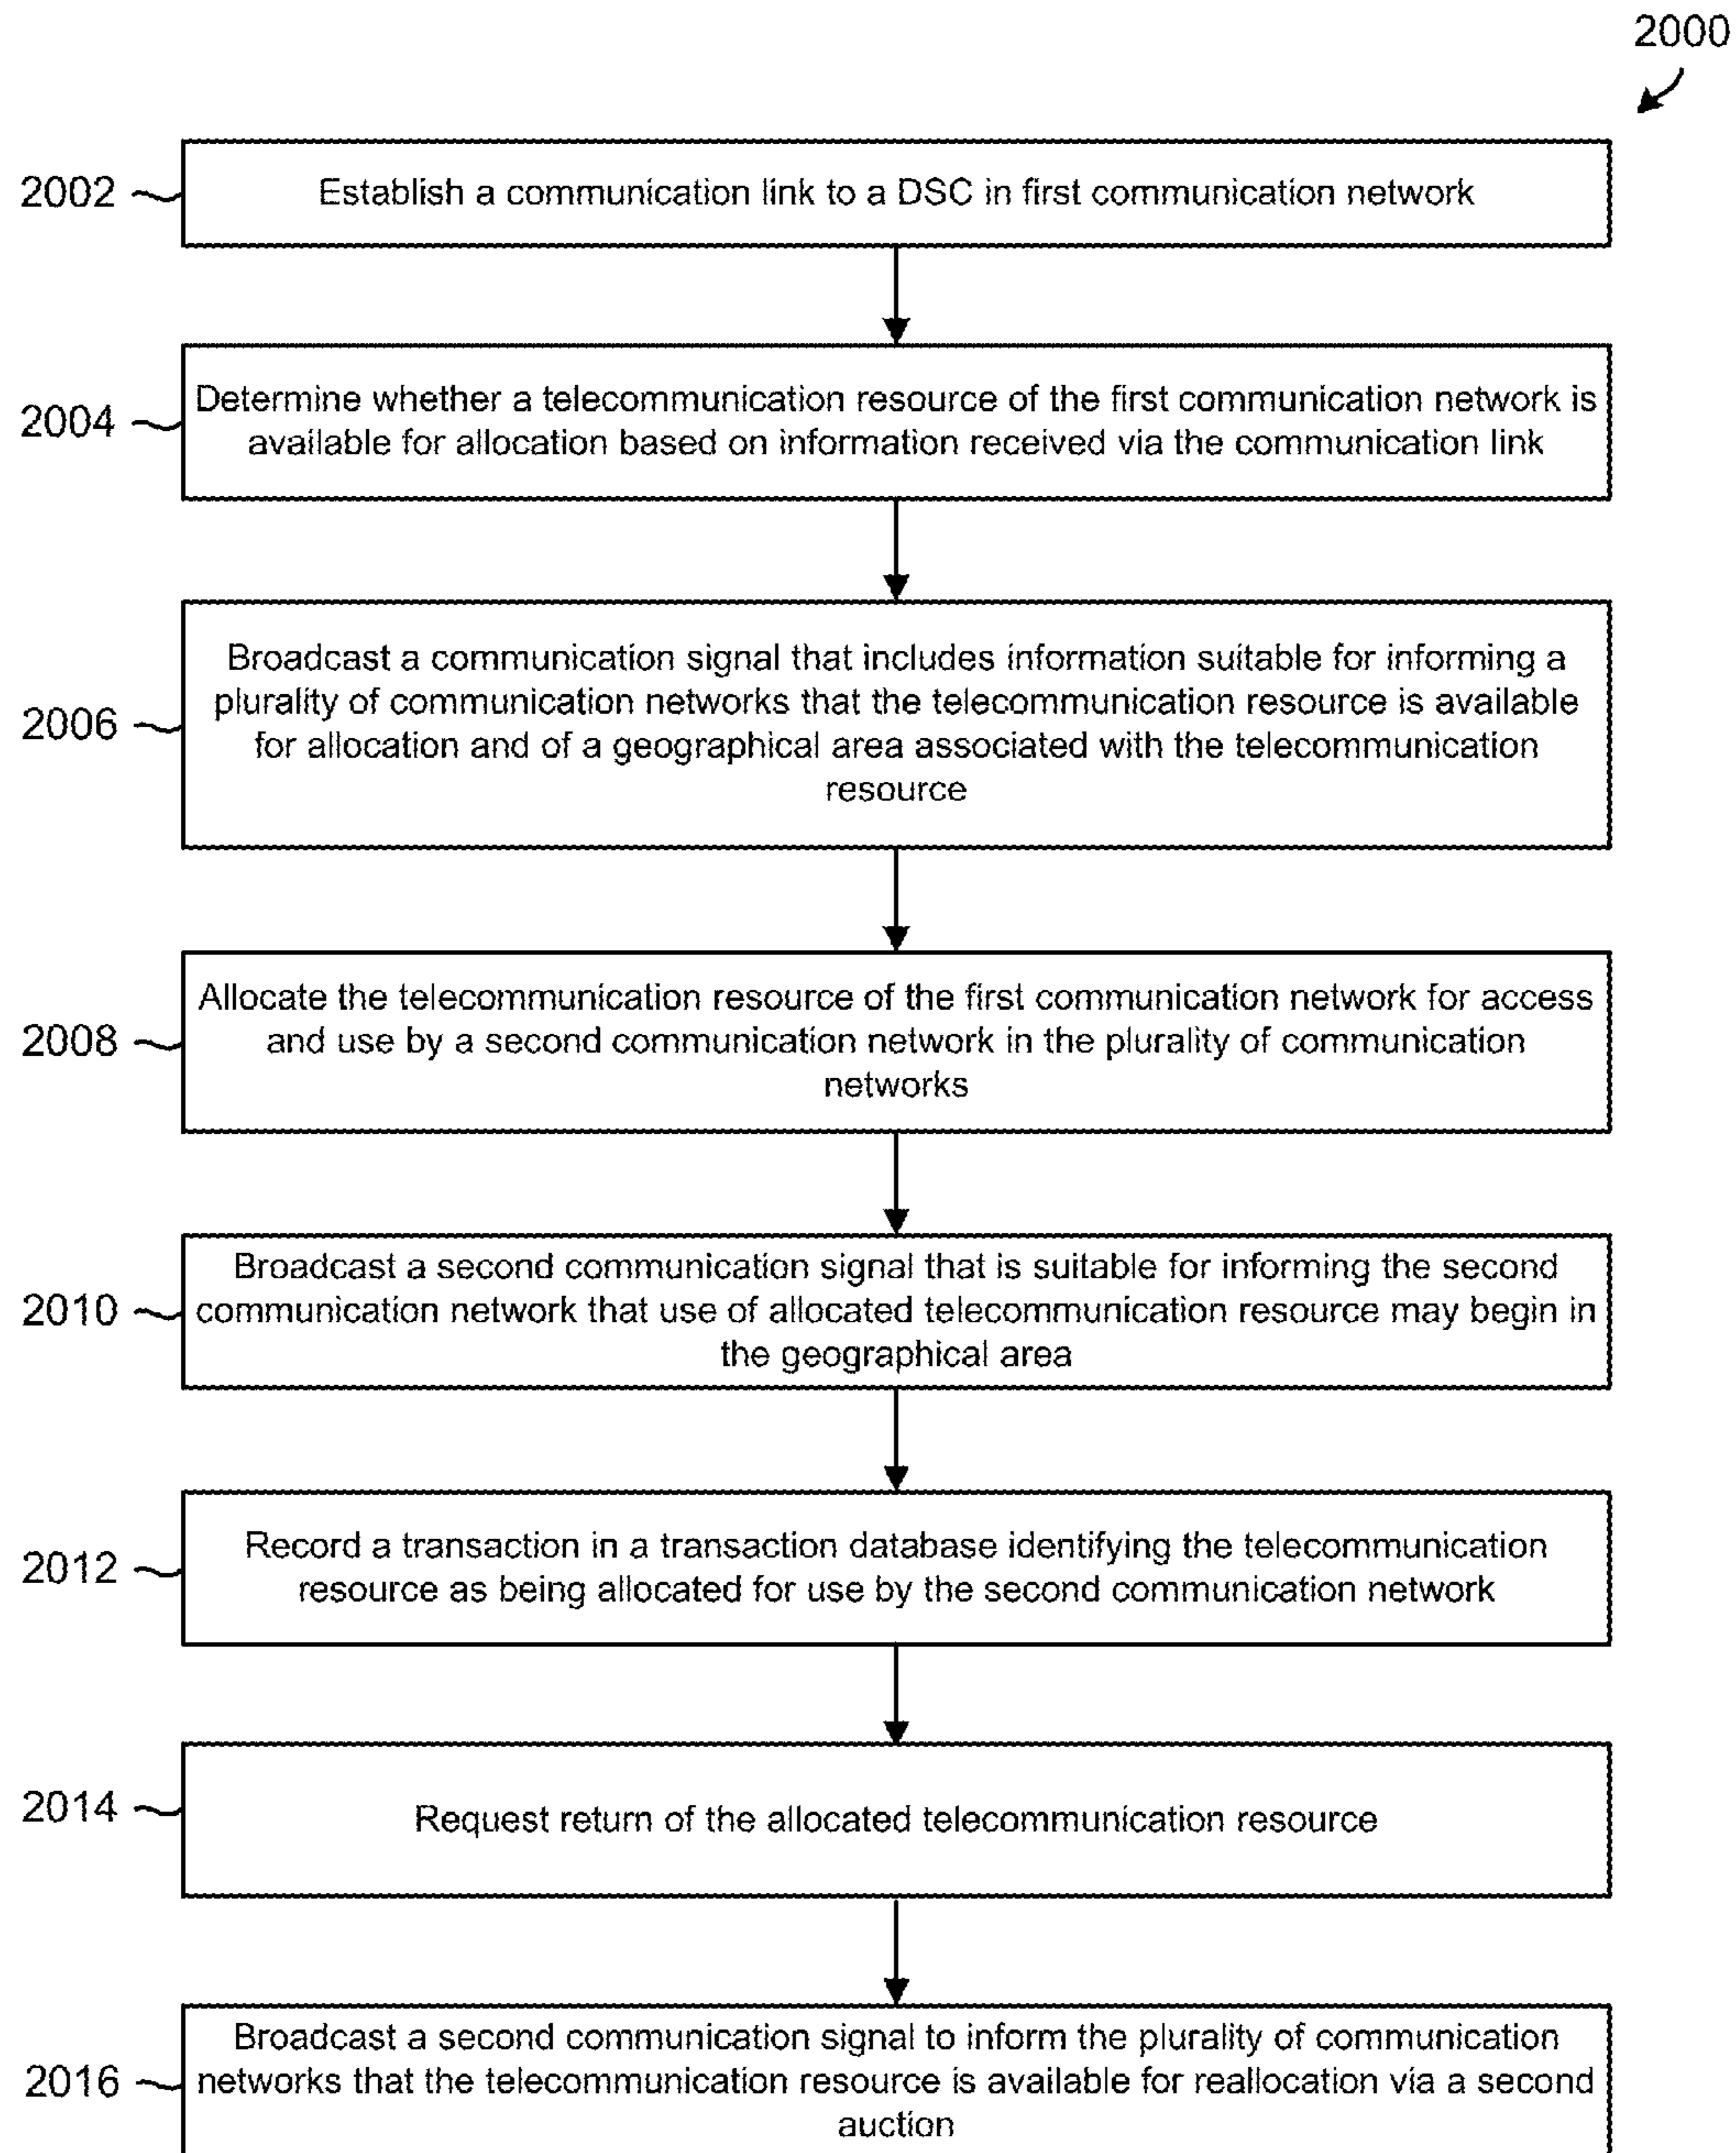 2000
2002
Establish a communication link to a DSC in first communication network
2004
Determine whether a telecommunication resource of the first communication network is
available for allocation based on information received via the communication link
2006
Broadcast a communication signal that includes information suitable for informing a
plurality of communication networks that the telecommunication resource is available
for allocation and of a geographical area associated with the telecommunication
resource
2008
Allocate the telecommunication resource of the first communication network for access
and use by a second communication network in the plurality of communication
networks
2010
Broadcast a second communication signal that is suitable for informing the second
communication network that use of allocated telecommunication resource may begin in
the geographical area
2012
Record a transaction in a transaction database identifying the telecommunication
resource as being allocated for use by the second communication network
2014
Request return of the allocated telecommunication resource
2016
Broadcast a second communication signal to inform the plurality of communication
networks that the telecommunication resource is available for reallocation via a second
auction